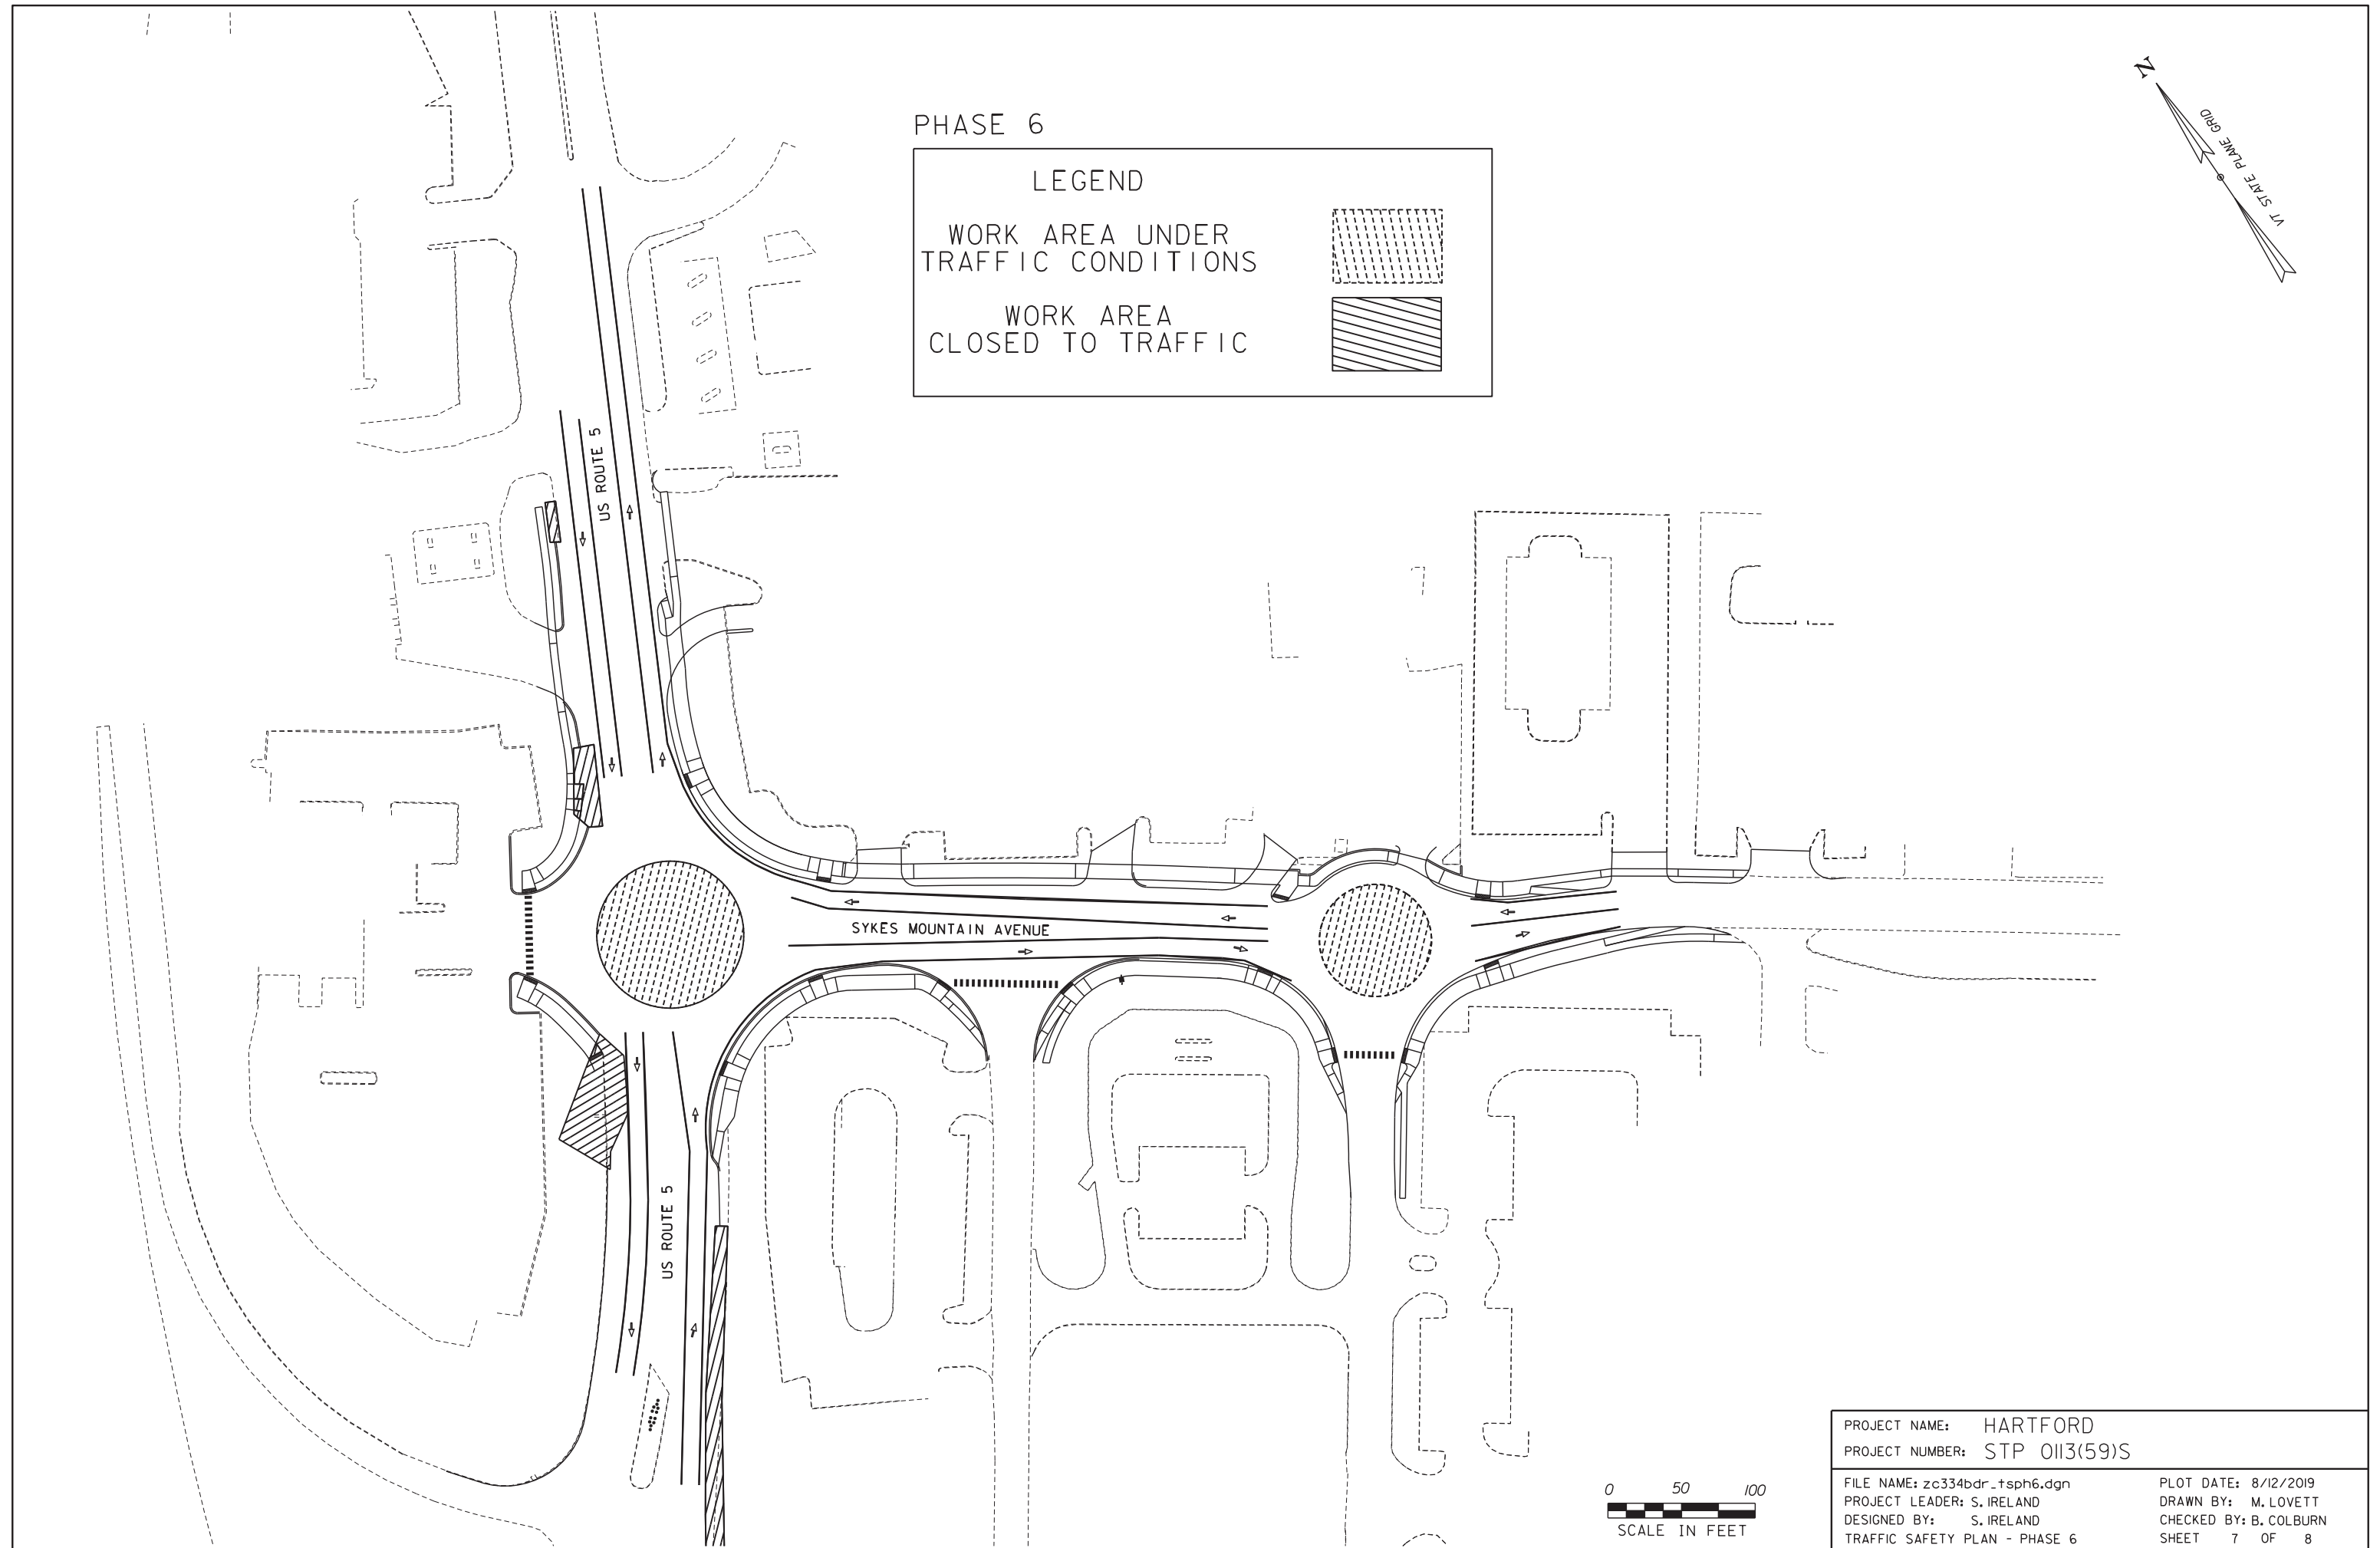 PHASE 6
LEGEND
WORK AREA UNDER
TRAFFIC CONDITIONS
WORK AREA
CLOSED TO TRAFFIC
N
VT STATE PLANE GRID
US ROUTE 5
SYKES MOUNTAIN AVENUE
US ROUTE 5
0 50 100
SCALE IN FEET
PROJECT NAME: HARTFORD
PROJECT NUMBER: STP 0113(59)S
FILE NAME: zc334bdr_tsph6.dgn PLOT DATE: 8/12/2019
PROJECT LEADER: S. IRELAND DRAWN BY: M. LOVETT
DESIGNED BY: S. IRELAND CHECKED BY: B. COLBURN
TRAFFIC SAFETY PLAN - PHASE 6 SHEET 7 OF 8